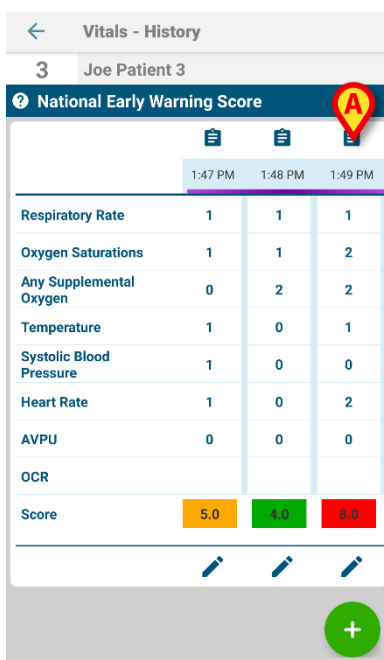 Vitals - History
3 Joe Patient 3
? National Early Warning Score
A
1:47 PM 1:48 PM 1:49 PM
Respiratory Rate 1 1 1
Oxygen Saturations 1 1 2
Any Supplemental
Oxygen 0 2 2
Temperature 1 0 1
Systolic Blood
Pressure 1 0 0
Heart Rate 1 0 2
AVPU 0 0 0
OCR
Score 5.0 4.0 8.0
+